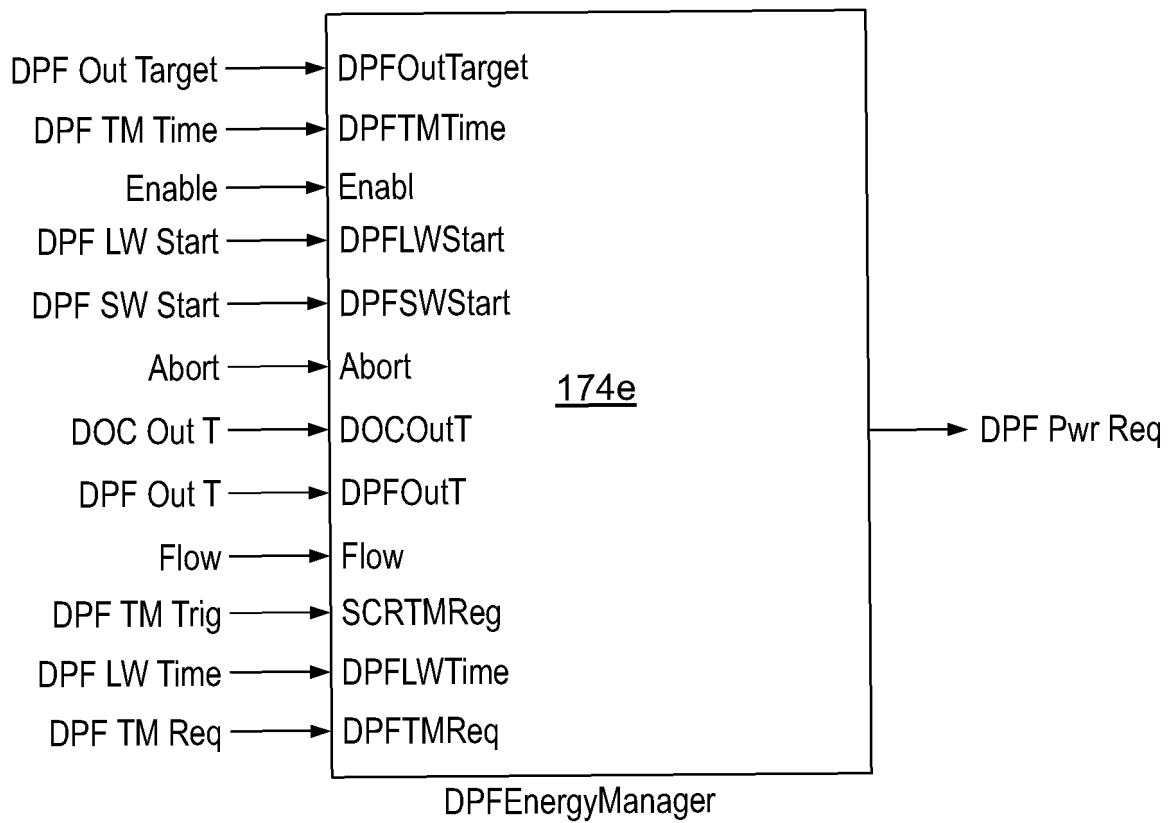 DPF Out Target DPFOutTarget
DPF TM Time DPFTMTime
Enable Enabl
DPF LW Start DPFLWStart
DPF SW Start DPFSWStart
Abort Abort
174e
DOC Out T DOCOutT DPF Pwr Req
DPF Out T DPFOutT
Flow Flow
DPF TM Trig SCRTMReg
DPF LW Time DPFLWTime
DPF TM Req DPFTMReq
DPFEnergyManager